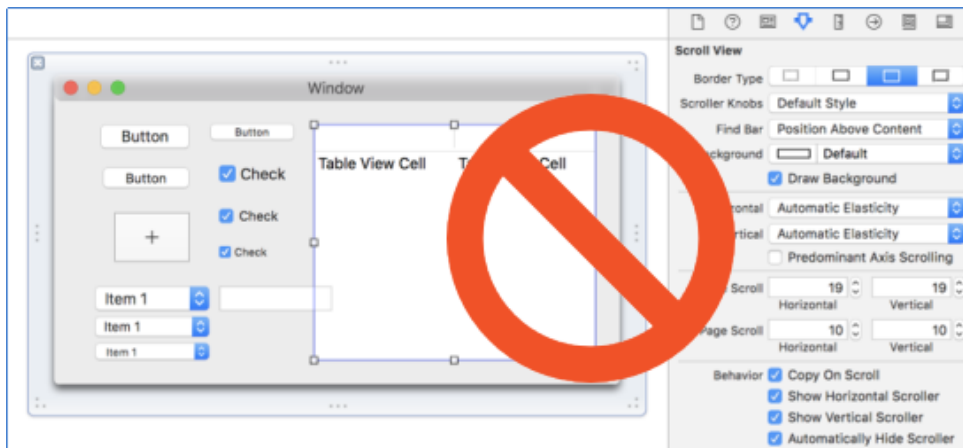 Scroll View
Window
Border Type
Scroller Knobs Default Style
Find Bar Position Above Content
Button Button
Default
Table View Cell Cell
Draw Background
Button Check
Automatic Elasticity
Check
Automatic Elasticity
+
Predominant Axis Scrolling
Check
Scroll 19 19
Horizontal Vertical
Item 1
Page Scroll 10 10
Item 1
Horizontal Vertical
Item 1
Behavior Copy On Scroll
Show Horizontal Scroller
Show Vertical Scroller
Automatically Hide Scroller